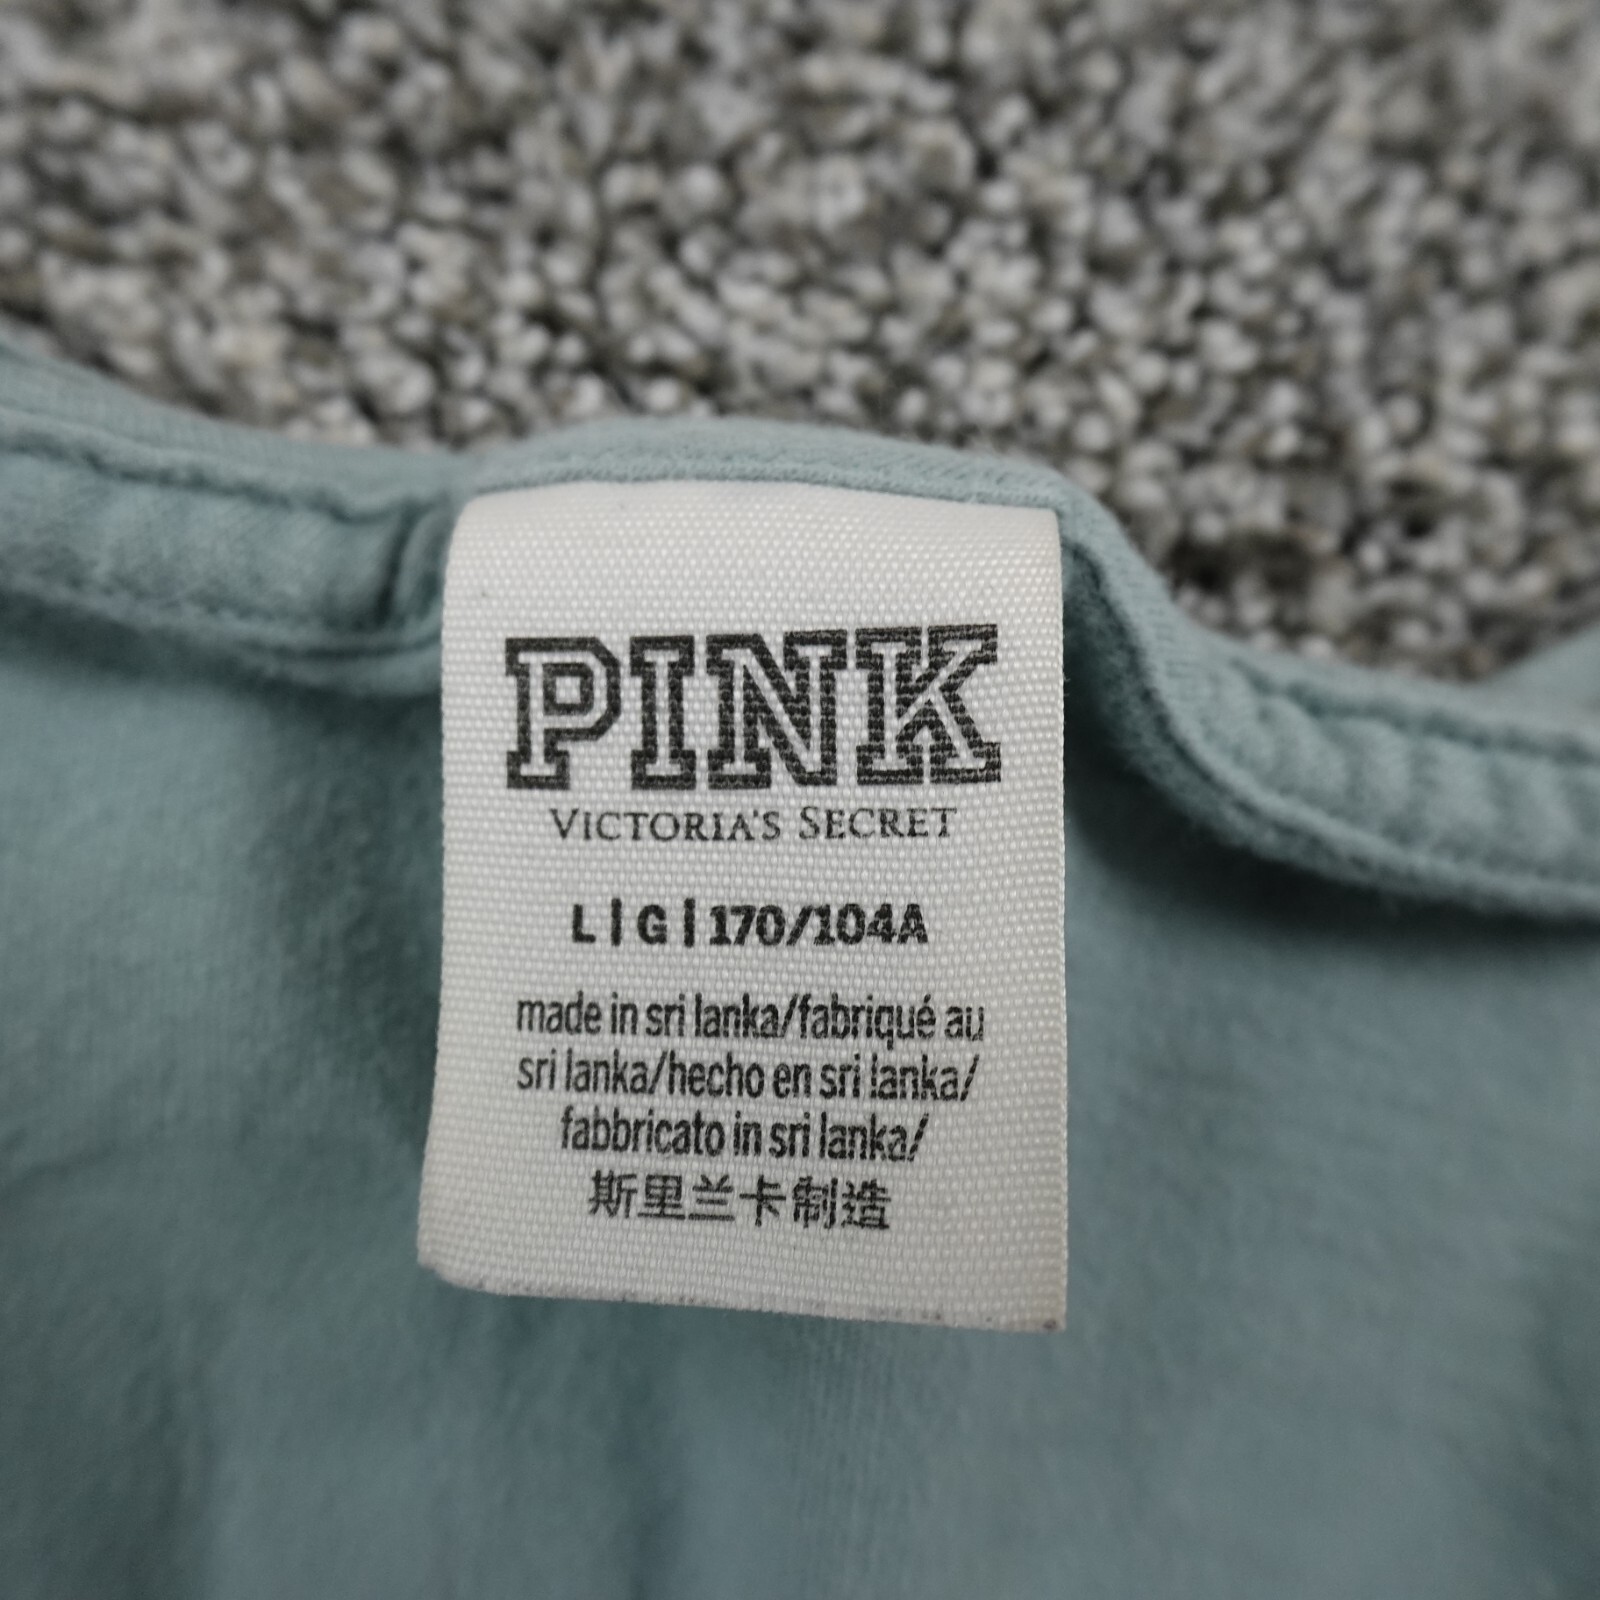 PINK
VICTORIA'S SECRET
L | G | 170/104A
made in sri lanka/fabriqué au
sri lanka/hecho en sri lanka/
fabbricato in sri lanka/
斯里兰卡制造